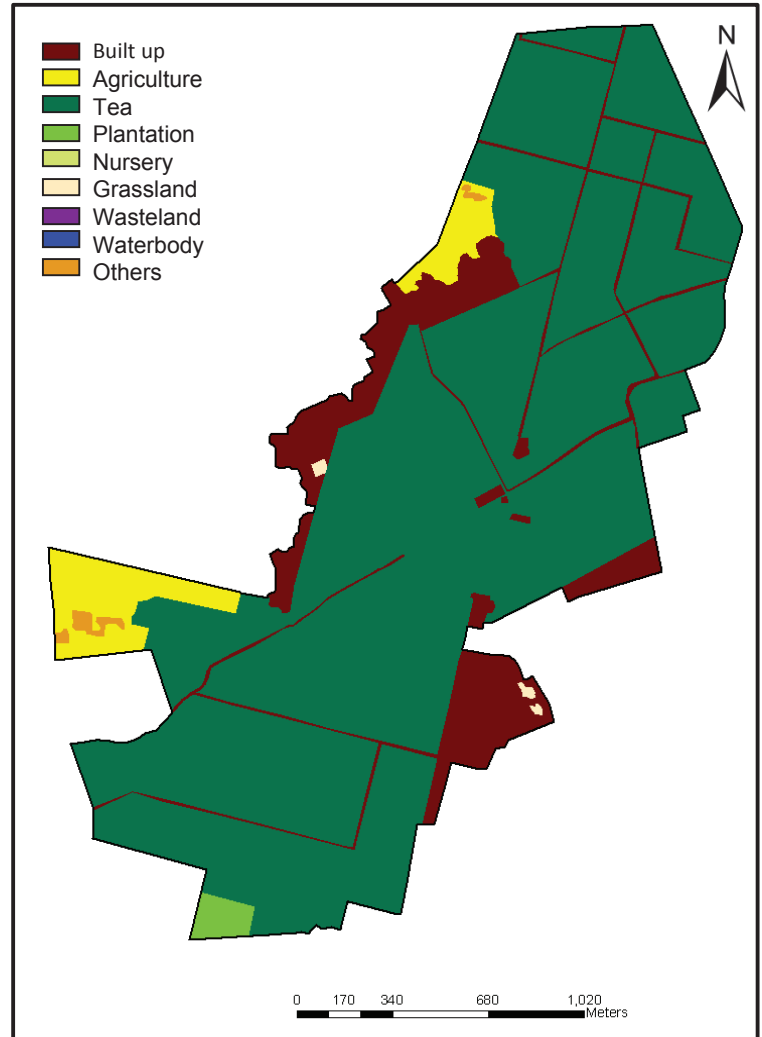 N
Built up
Agriculture
Tea
Plantation
Nursery
Grassland
Wasteland
Waterbody
Others
0 170 340 680 1,020
Meters